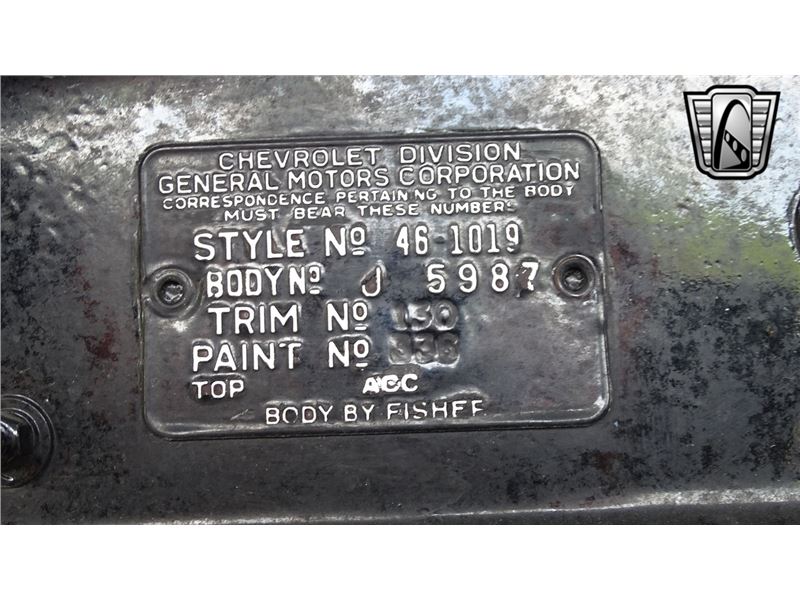 CHEVROLET DIVISION
GENERAL MOTORS CORPORATION
CORRESPONDENCE PERTAINING TO THE BODY
MUST BEAR THESE NUMBERS
STYLE Nº 46-1019
BODY Nº J 5987
TRIM Nº
PAINT Nº
TOP ACC
BODY BY FISHER